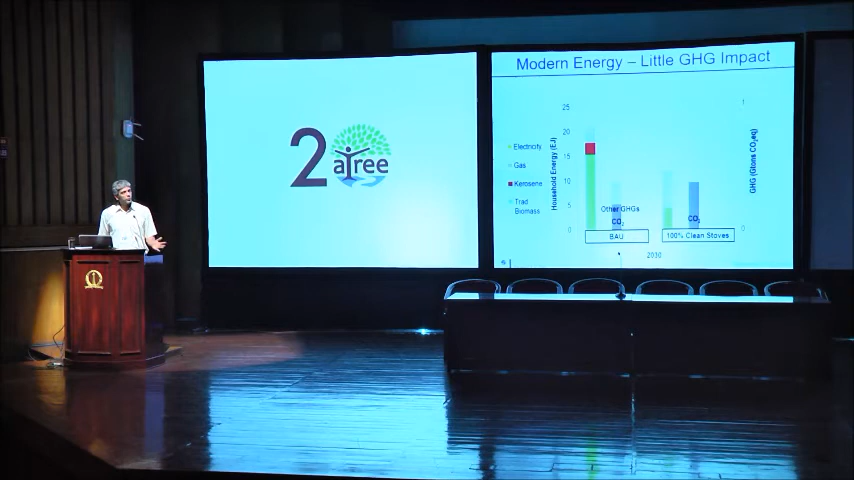 2
atree
Modern Energy – Little GHG Impact
Household Energy (EJ)
25
20
15
10
5
0
Electricity
Gas
Kerosene
Trad
Biomass
Other GHGs
CO2
CO2
BAU
100% Clean Stoves
2030
1
0
GHG (Gtons CO2eq)